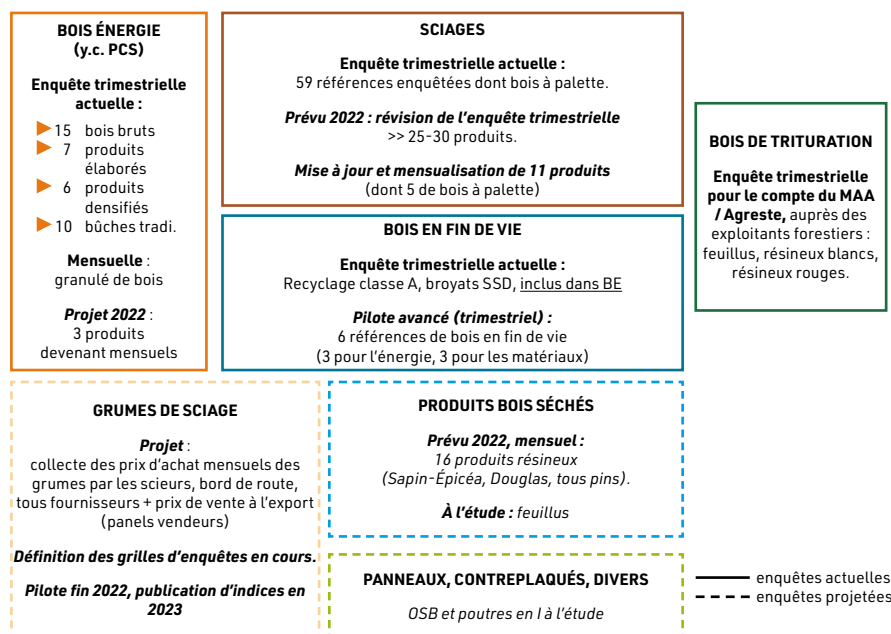 BOIS ÉNERGIE
(y.c. PCS)
Enquête trimestrielle
actuelle :
15 bois bruts
7 produits
élaborés
6 produits
densifiés
10 bûches tradi.
Mensuelle :
granulé de bois
Projet 2022 :
3 produits
devenant mensuels
SCIAGES
Enquête trimestrielle actuelle :
59 références enquêtées dont bois à palette.
Prévu 2022 : révision de l'enquête trimestrielle
>> 25-30 produits.
Mise à jour et mensualisation de 11 produits
(dont 5 de bois à palette)
BOIS EN FIN DE VIE
Enquête trimestrielle actuelle :
Recyclage classe A, broyats SSD, inclus dans BE
Pilote avancé (trimestriel) :
6 références de bois en fin de vie
(3 pour l'énergie, 3 pour les matériaux)
BOIS DE TRITURATION
Enquête trimestrielle
pour le compte du MAA
/ Agreste, auprès des
exploitants forestiers :
feuillus, résineux blancs,
résineux rouges.
GRUMES DE SCIAGE
Projet :
collecte des prix d'achat mensuels des
grumes par les scieurs, bord de route,
tous fournisseurs + prix de vente à l'export
(panels vendeurs)
Définition des grilles d'enquêtes en cours.
Pilote fin 2022, publication d'indices en
2023
PRODUITS BOIS SÉCHÉS
Prévu 2022, mensuel :
16 produits résineux
(Sapin-Épicéa, Douglas, tous pins).
À l'étude : feuillus
PANNEAUX, CONTREPLAQUÉS, DIVERS
OSB et poutres en I à l'étude
enquêtes actuelles
enquêtes projetées